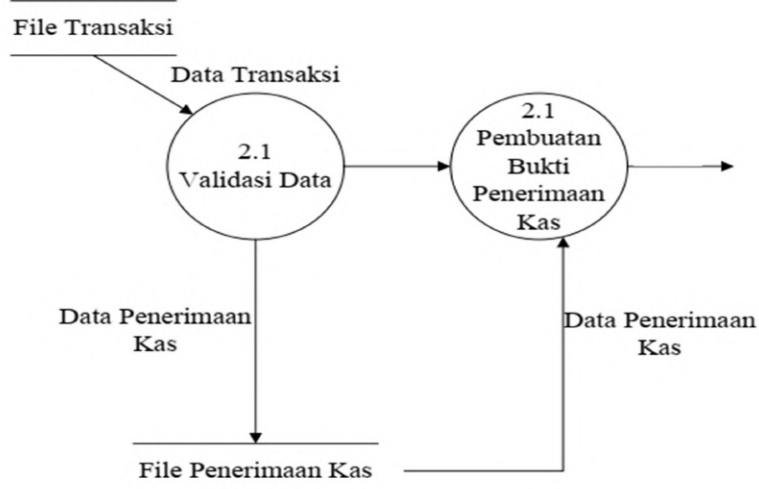 File Transaksi
Data Transaksi
2.1
Validasi Data
2.1
Pembuatan
Bukti
Penerimaan
Kas
Data Penerimaan
Kas
Data Penerimaan
Kas
File Penerimaan Kas